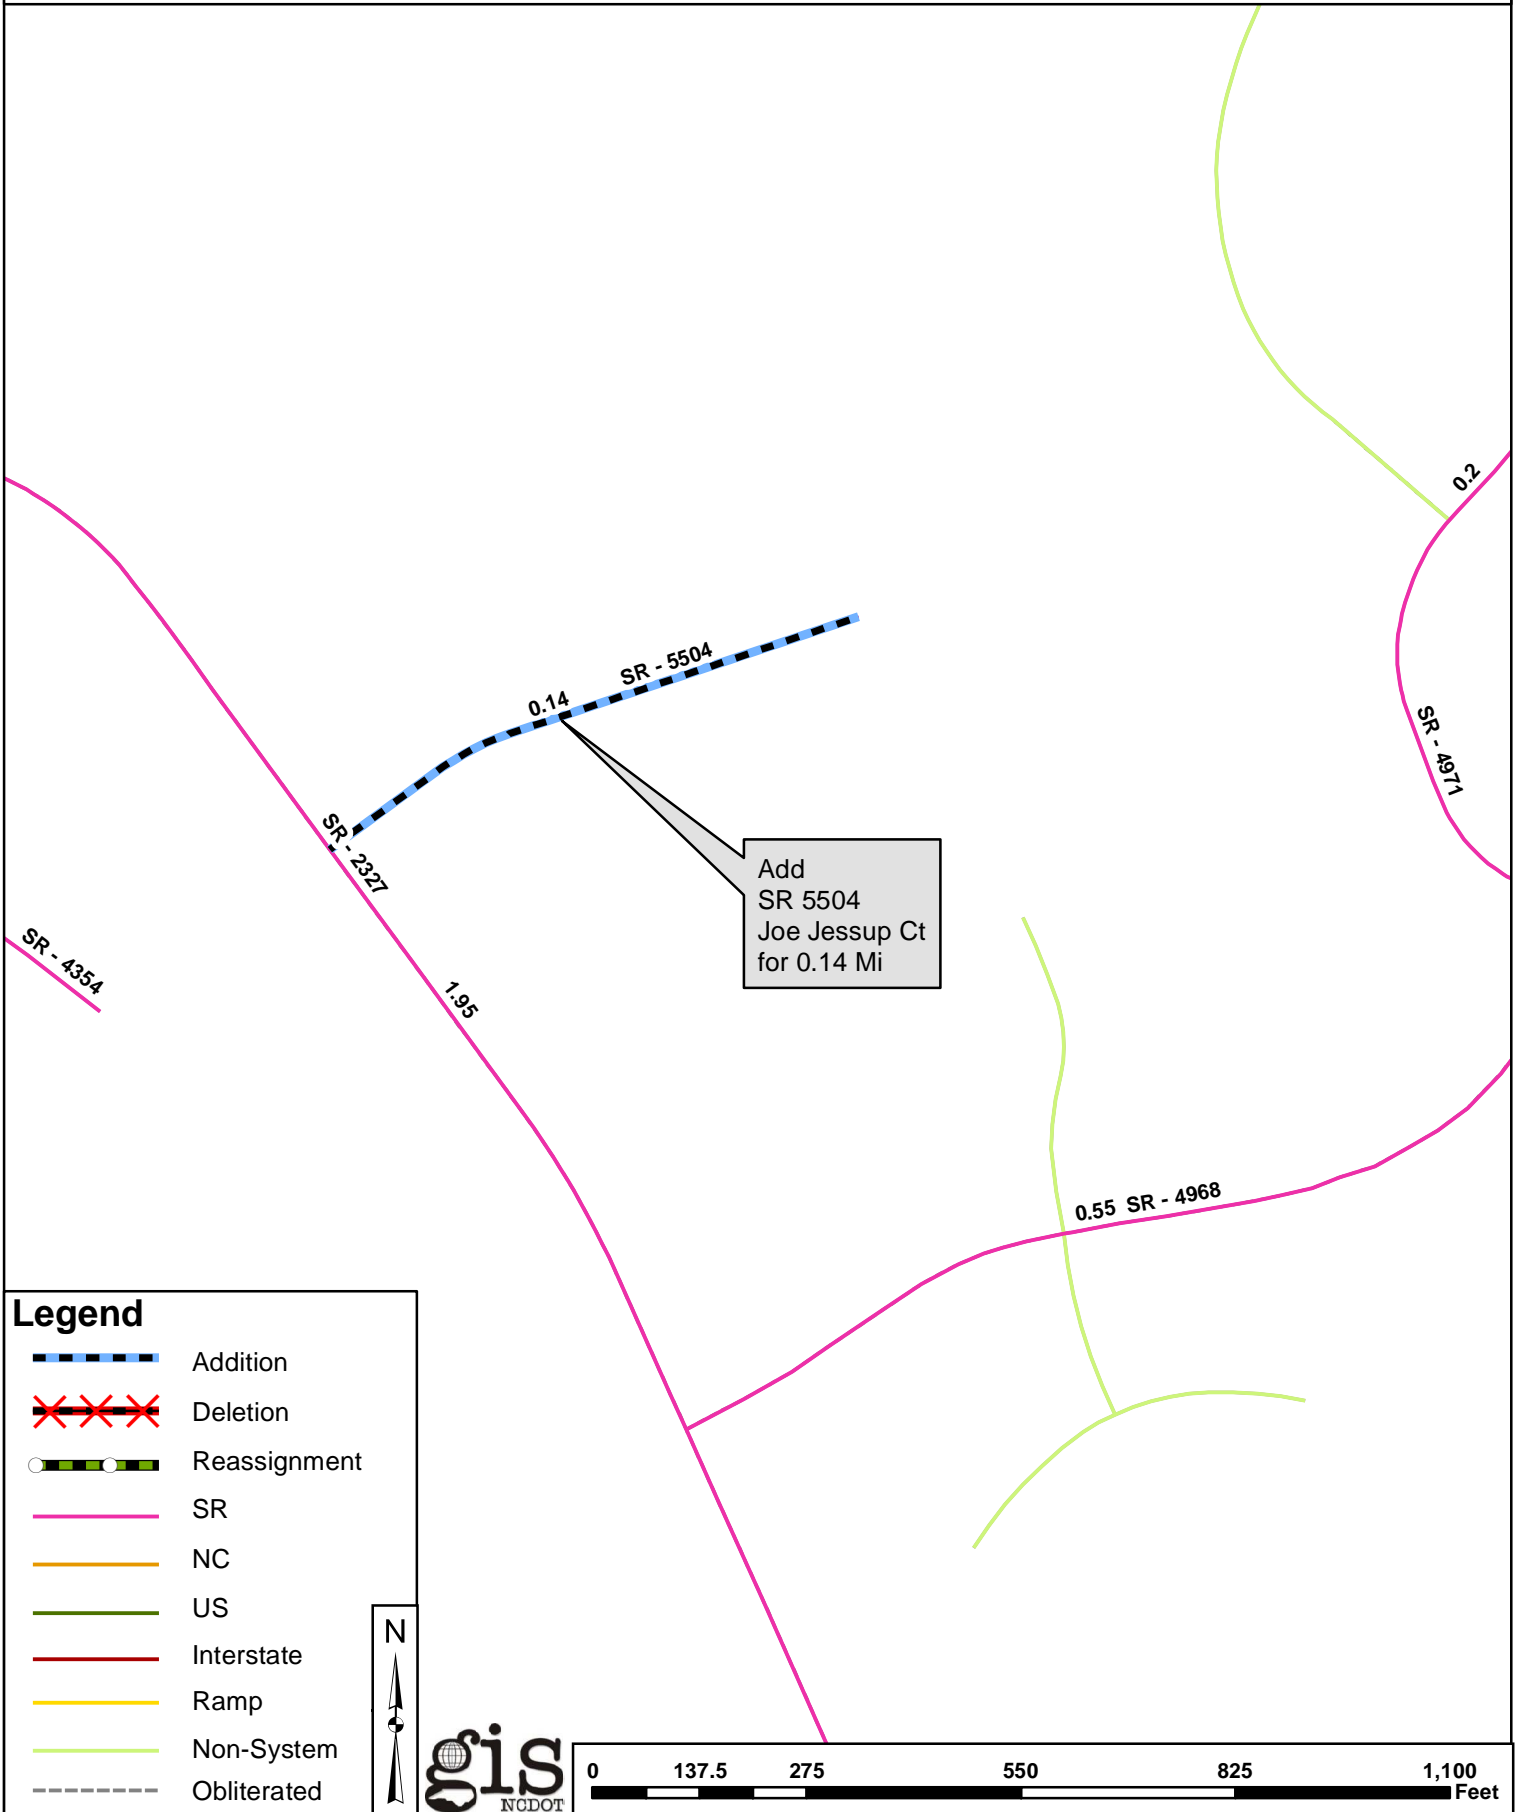 0.2
SR - 5504
0.14
SR - 4971
SR - 2327
Add
SR 5504
Joe Jessup Ct
for 0.14 Mi
SR - 4354
1.95
0.55 SR - 4968
Legend
Addition
Deletion
Reassignment
SR
NC
US
Interstate
Ramp
Non-System
Obliterated
N
gis
NCDOT
0 137.5 275 550 825 1,100
Feet